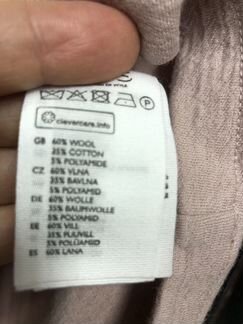 clevercare.info
GB 60% WOOL
35% COTTON
5% POLYAMIDE
CZ 60% VLNA
35% BAVLNA
5% POLYAMID
DE 60% WOLLE
35% BAUMWOLLE
5% POLYAMID
EE 60% VILL
35% PUUVILL
5% POLÜAMID
ES 60% LANA